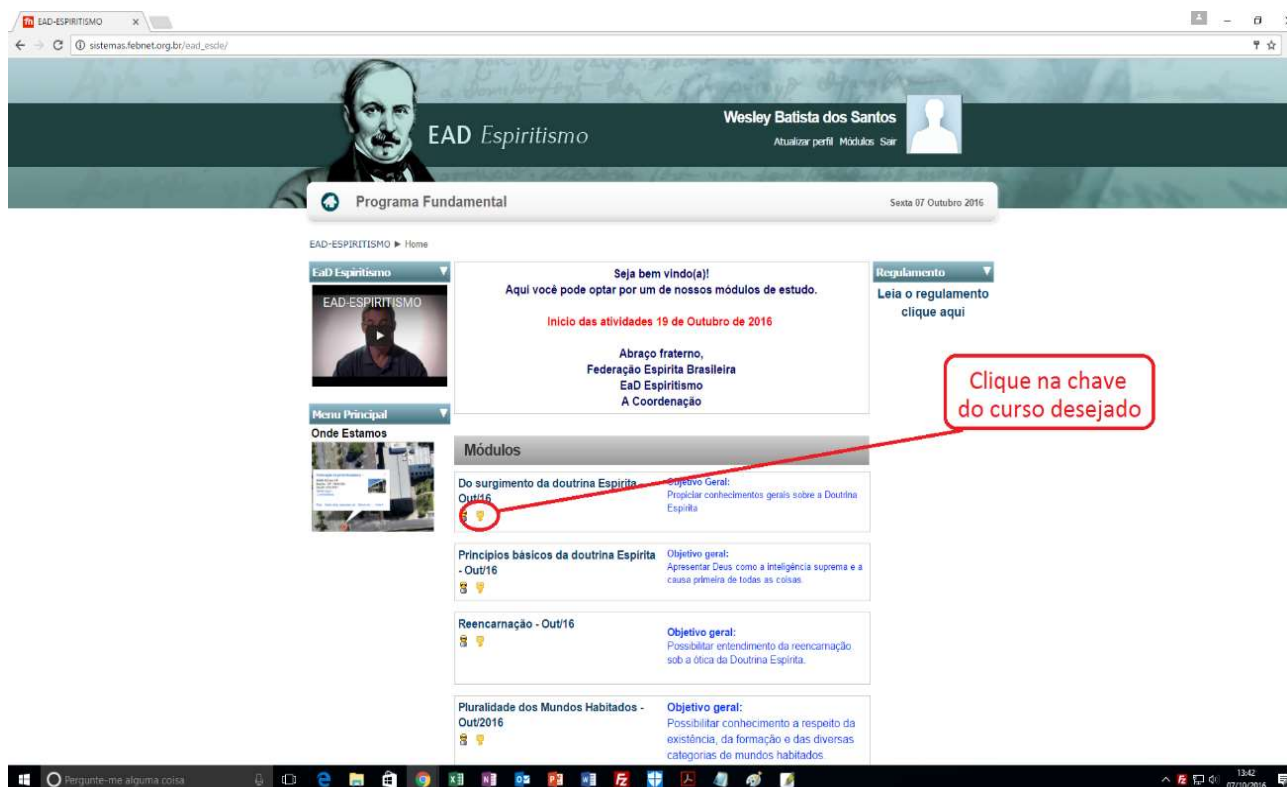 EAD-ESPIRITISMO
sistemas.febnet.org.br/ead_esde/
EAD Espiritismo
Wesley Batista dos Santos
Atualizar perfil Módulos Sair
Programa Fundamental
Sexta 07 Outubro 2016
EAD-ESPIRITISMO ► Home
EaD Espiritismo
EAD-ESPIRITISMO
Menu Principal
Onde Estamos
Seja bem vindo(a)!
Aqui você pode optar por um de nossos módulos de estudo.
Inicio das atividades 19 de Outubro de 2016
Abraço fraterno,
Federação Espírita Brasileira
EaD Espiritismo
A Coordenação
Regulamento
Leia o regulamento
clique aqui
Clique na chave
do curso desejado
Módulos
Do surgimento da doutrina Espírita -
Out/16
Objetivo Geral:
Propiciar conhecimentos gerais sobre a Doutrina
Espírita
Princípios básicos da doutrina Espírita
- Out/16
Objetivo geral:
Apresentar Deus como a inteligência suprema e a
causa primeira de todas as coisas.
Reencarnação - Out/16
Objetivo geral:
Possibilitar entendimento da reencarnação
sob a ótica da Doutrina Espírita.
Pluralidade dos Mundos Habitados -
Out/2016
Objetivo geral:
Possibilitar conhecimento a respeito da
existência, da formação e das diversas
categorias de mundos habitados
Pergunte-me alguma coisa
13:42
07/10/2016